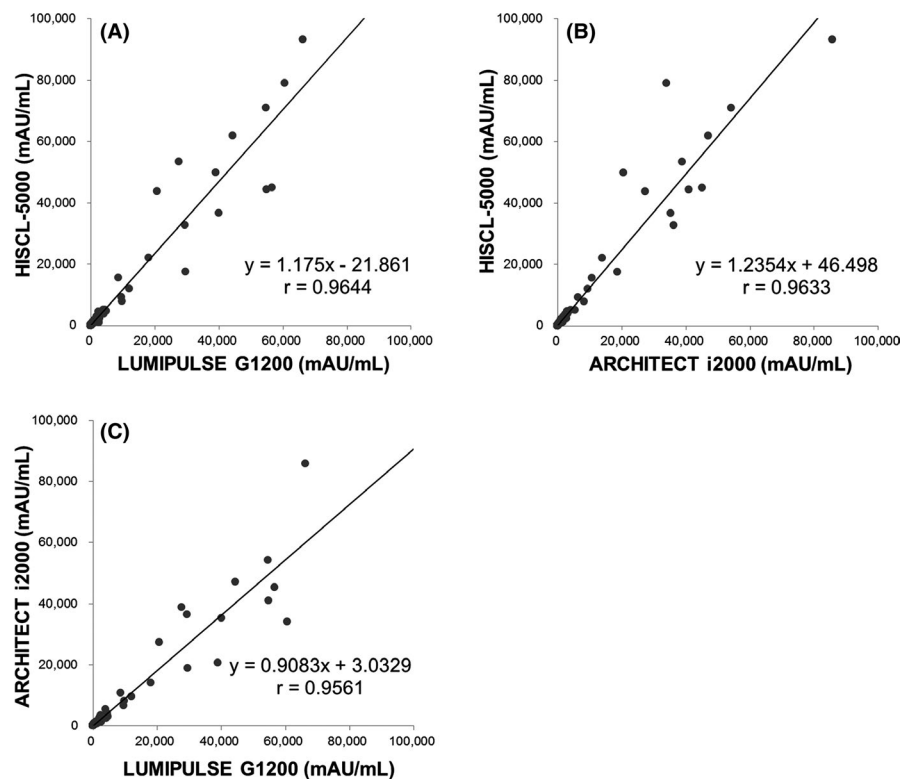 (A)
HISCL-5000 (mAU/mL)
100,000
80,000
60,000
40,000
20,000
0
y = 1.175x - 21.861
r = 0.9644
0 20,000 40,000 60,000 80,000 100,000
LUMIPULSE G1200 (mAU/mL)
(B)
HISCL-5000 (mAU/mL)
100,000
80,000
60,000
40,000
20,000
0
y = 1.2354x + 46.498
r = 0.9633
0 20,000 40,000 60,000 80,000 100,000
ARCHITECT i2000 (mAU/mL)
(C)
ARCHITECT i2000 (mAU/mL)
100,000
80,000
60,000
40,000
20,000
0
y = 0.9083x + 3.0329
r = 0.9561
0 20,000 40,000 60,000 80,000 100,000
LUMIPULSE G1200 (mAU/mL)